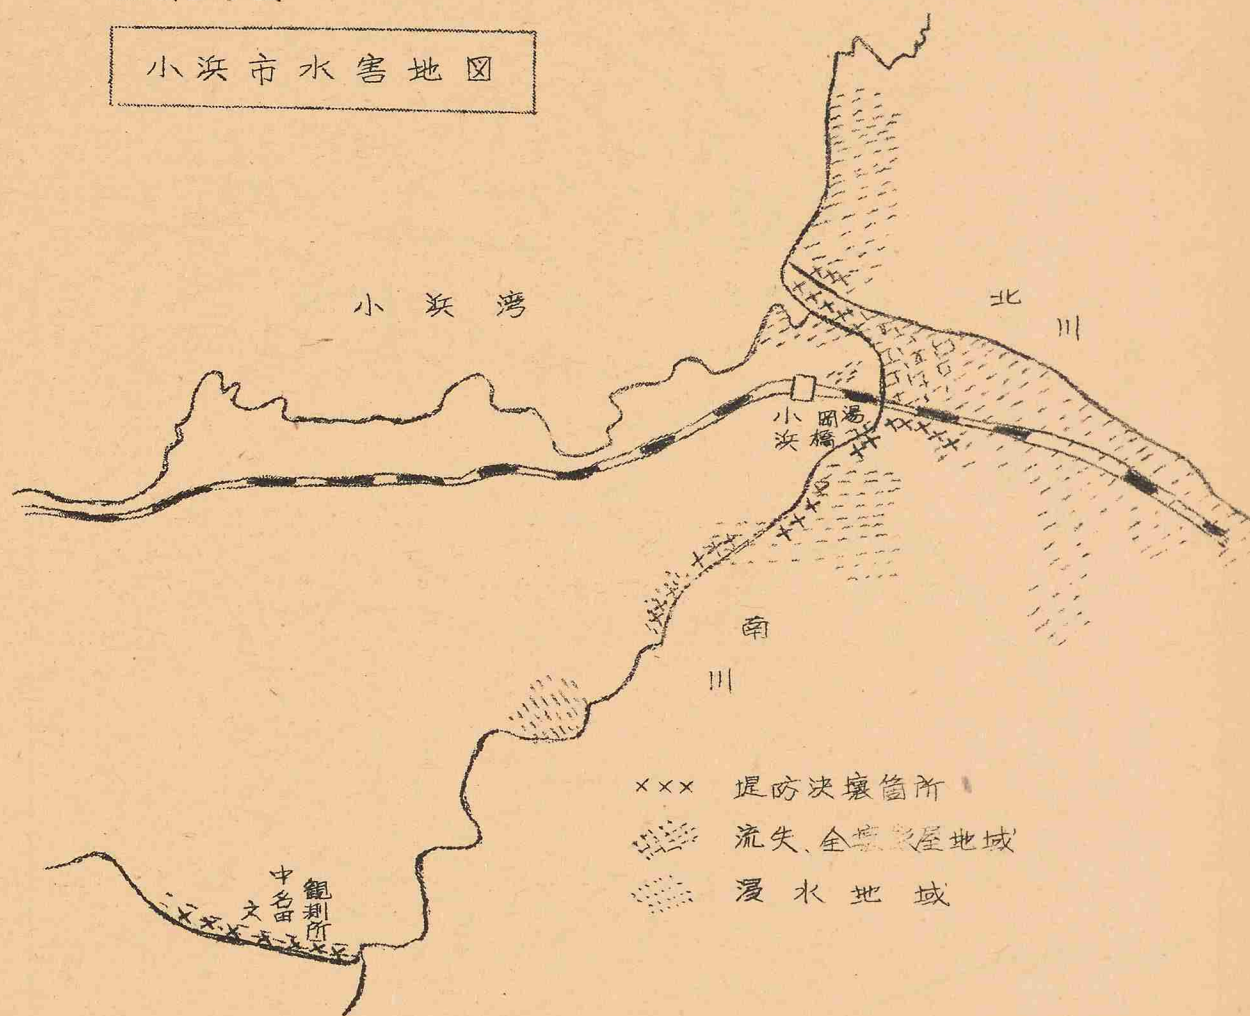 小浜市水害地図
小浜湾
北川
小浜
湯岡橋
南川
××× 堤防決壊箇所
流失、全壊家屋地域
浸水地域
中名田
観測所
文